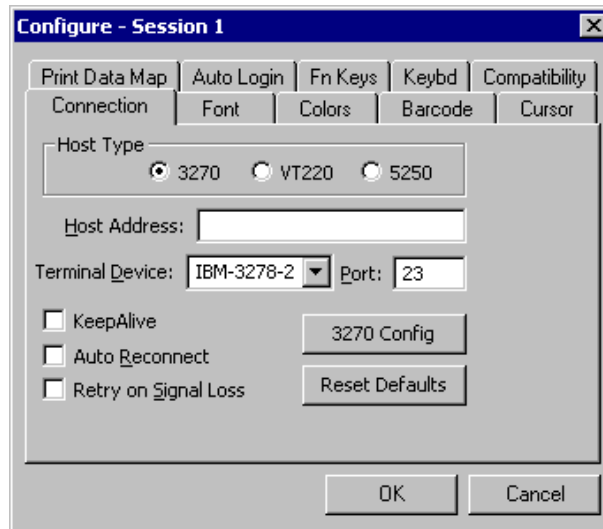 Configure - Session 1
Print Data Map Auto Login Fn Keys Keybd Compatibility
Connection Font Colors Barcode Cursor
Host Type
3270 VT220 5250
Host Address:
Terminal Device: IBM-3278-2 Port: 23
KeepAlive
3270 Config
Auto Reconnect
Reset Defaults
Retry on Signal Loss
OK Cancel